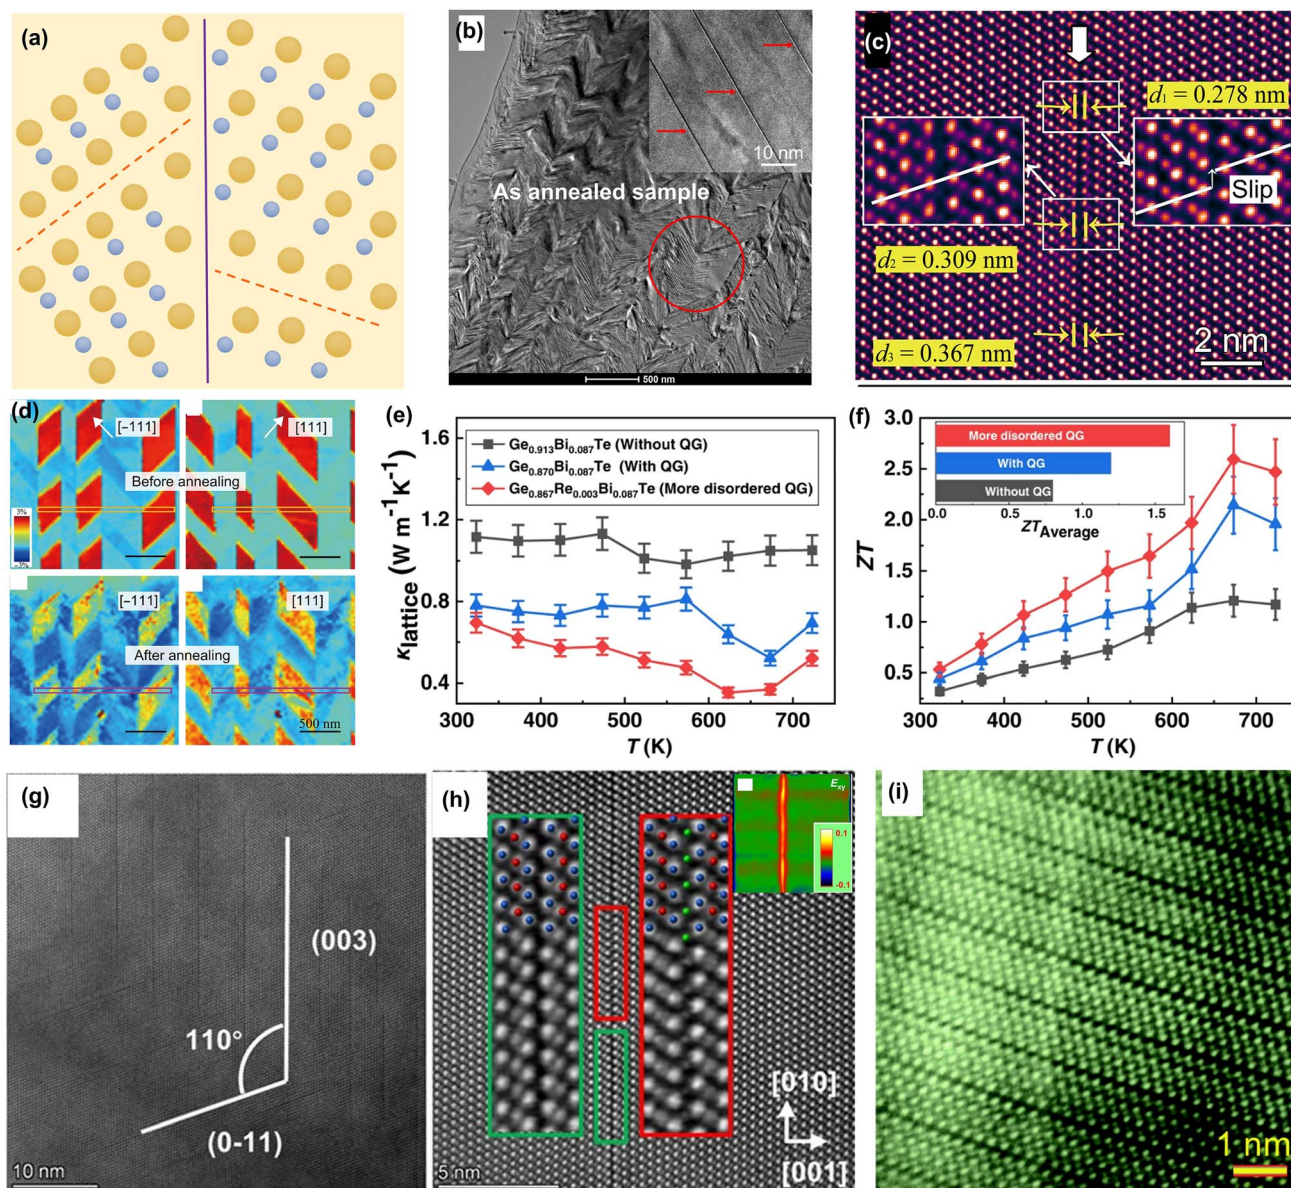 (a)
(b)
10 nm
As annealed sample
500 nm
(c)
d₁ = 0.278 nm
Slip
d₂ = 0.309 nm
d₃ = 0.367 nm
2 nm
(d)
[−111]
[111]
Before annealing
3%
−3%
[−111]
[111]
After annealing
500 nm
(e)
κlattice (W m⁻¹K⁻¹)
1.6
1.2
0.8
0.4
Ge0.913Bi0.087Te (Without QG)
Ge0.870Bi0.087Te (With QG)
Ge0.867Re0.003Bi0.087Te (More disordered QG)
300 400 500 600 700
T (K)
(f)
ZT
3.0
2.5
2.0
1.5
1.0
0.5
More disordered QG
With QG
Without QG
0.0 0.5 1.0 1.5
ZTAverage
300 400 500 600 700
T (K)
(g)
(003)
110°
(0-11)
10 nm
(h)
Exy
0.1
-0.1
[010]
[001]
5 nm
(i)
1 nm